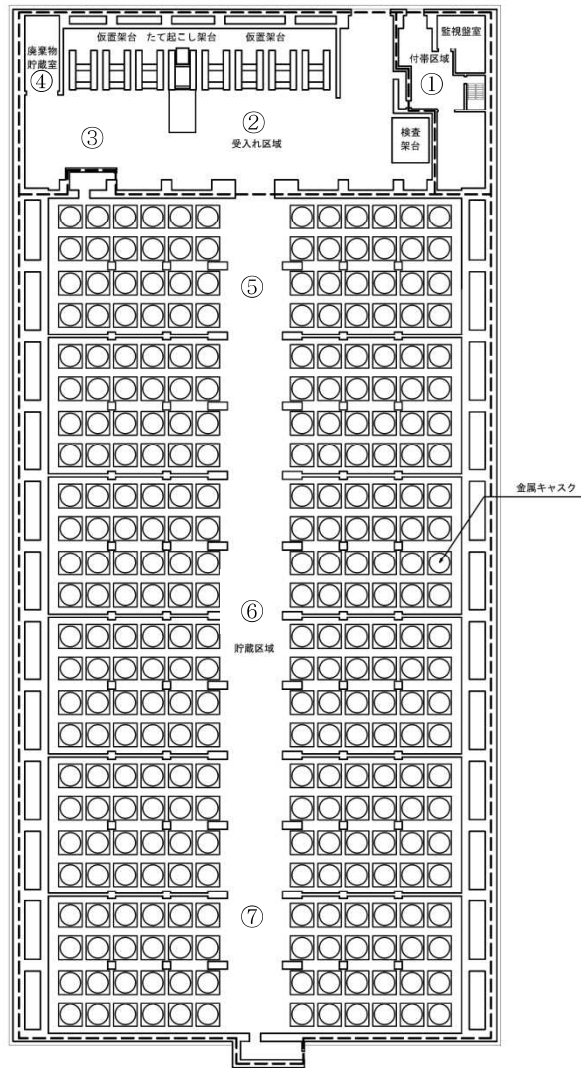 仮置架台 たて起こし架台 仮置架台
監視盤室
廃棄物
貯蔵室
④
付帯区域
①
②
受入れ区域
③
検査
架台
⑤
金属キャスク
⑥
貯蔵区域
⑦